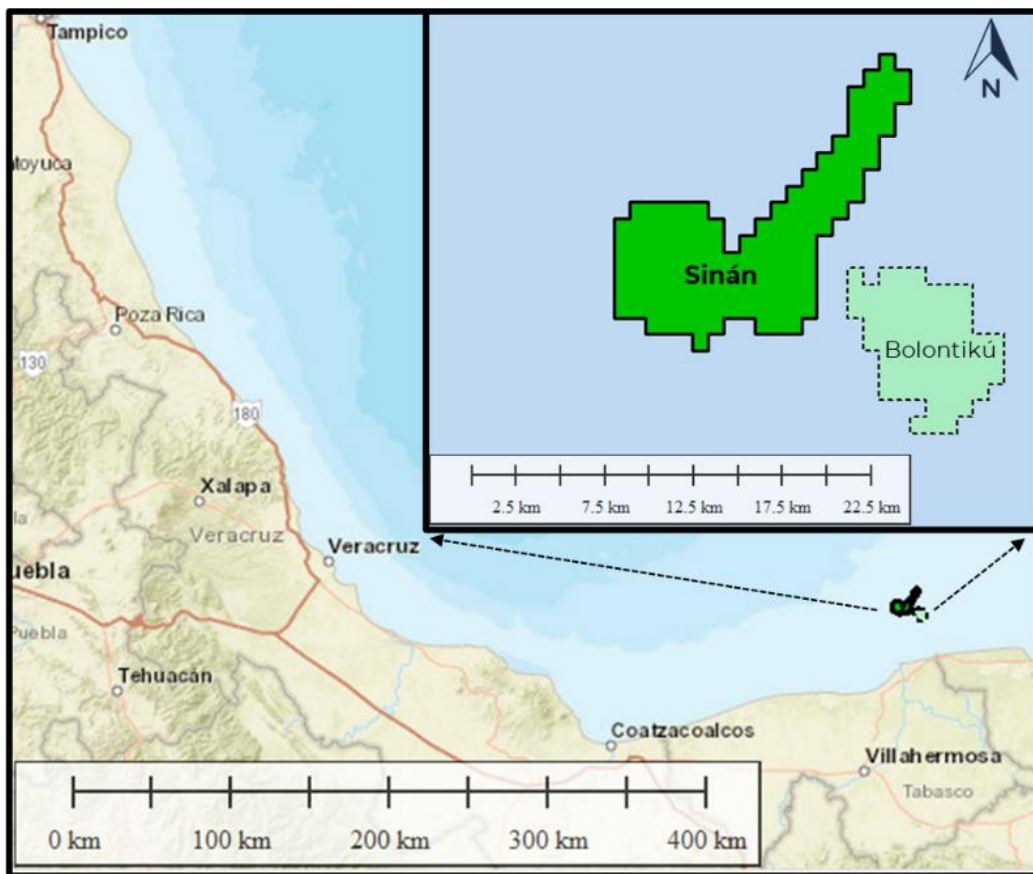 Tampico
N
toyuca
Sinán
Poza Rica
Bolontikú
130
180
2.5 km 7.5 km 12.5 km 17.5 km 22.5 km
Xalapa
Veracruz
Veracruz
uebla
Puebla
Tehuacán
Coatzacoalcos
Villahermosa
Tabasco
0 km 100 km 200 km 300 km 400 km